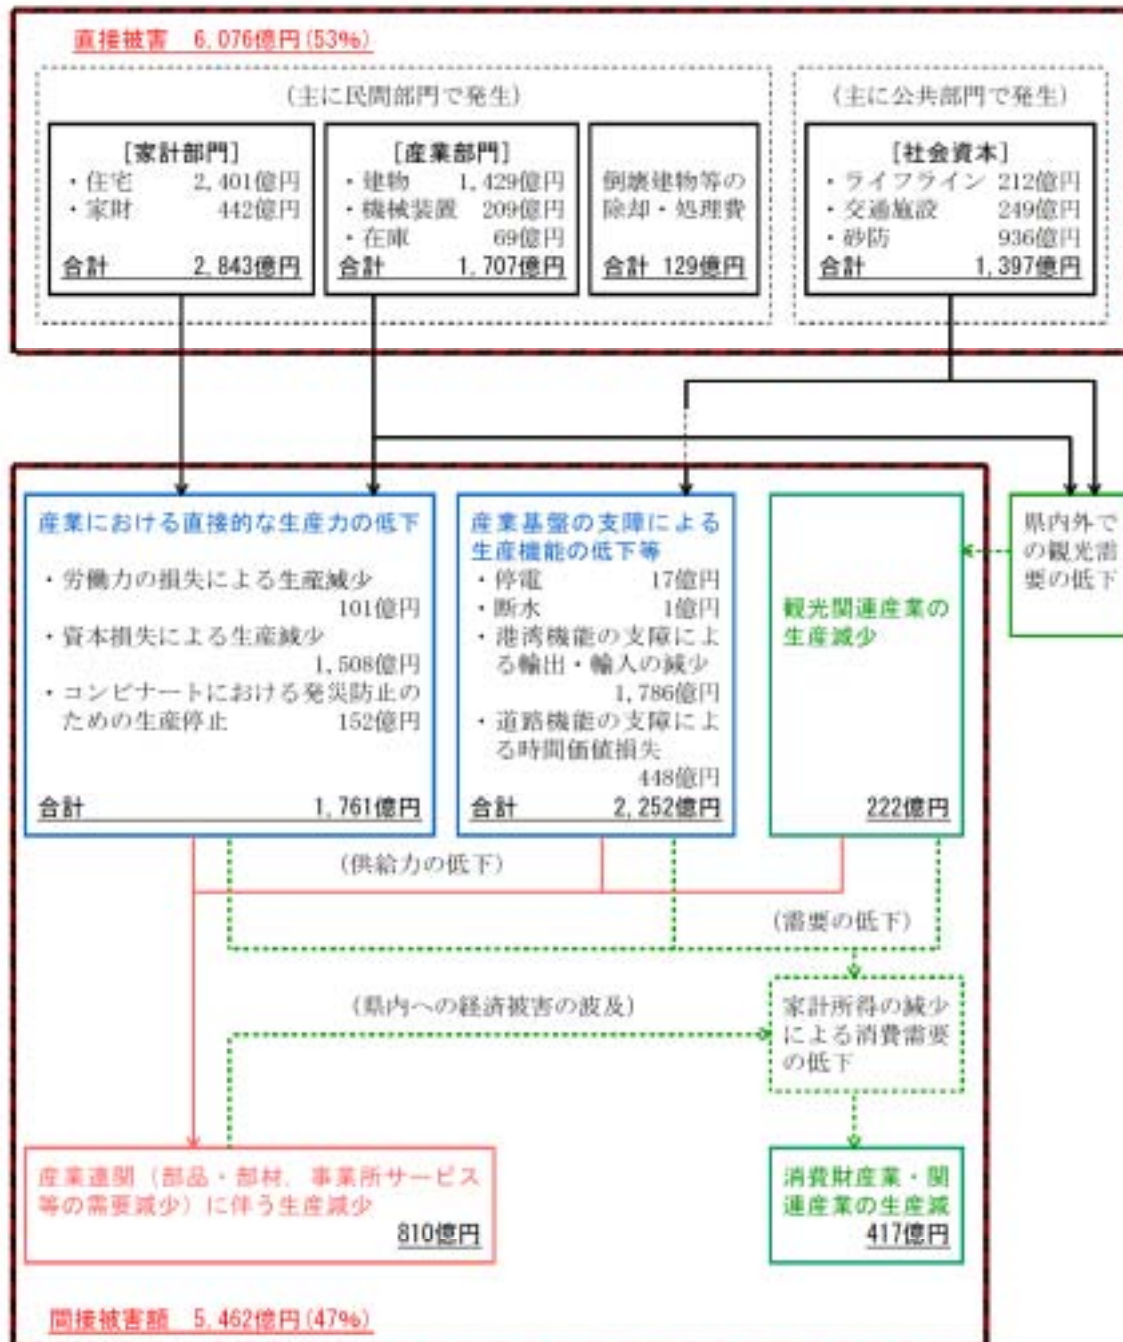 直接被害 6,076億円(53%)
(主に民間部門で発生)
[家計部門]
・住宅 2,401億円
・家財 442億円
合計 2,843億円
[産業部門]
・建物 1,429億円
・機械装置 209億円
・在庫 69億円
合計 1,707億円
倒壊建物等の
除却・処理費
合計 129億円
(主に公共部門で発生)
[社会資本]
・ライフライン 212億円
・交通施設 249億円
・砂防 936億円
合計 1,397億円
産業における直接的な生産力の低下
・労働力の損失による生産減少
101億円
・資本損失による生産減少
1,508億円
・コンビナートにおける発災防止の
ための生産停止 152億円
合計 1,761億円
産業基盤の支障による
生産機能の低下等
・停電 17億円
・断水 1億円
・港湾機能の支障によ
る輸出・輸入の減少
1,786億円
・道路機能の支障によ
る時間価値損失
448億円
合計 2,252億円
観光関連産業の
生産減少
222億円
県内外で
の観光需
要の低下
(供給力の低下)
(需要の低下)
(県内への経済被害の波及)
家計所得の減少
による消費需要
の低下
産業連関(部品・部材,事業所サービス
等の需要減少)に伴う生産減少
810億円
消費財産業・関
連産業の生産減
417億円
間接被害額 5,462億円(47%)